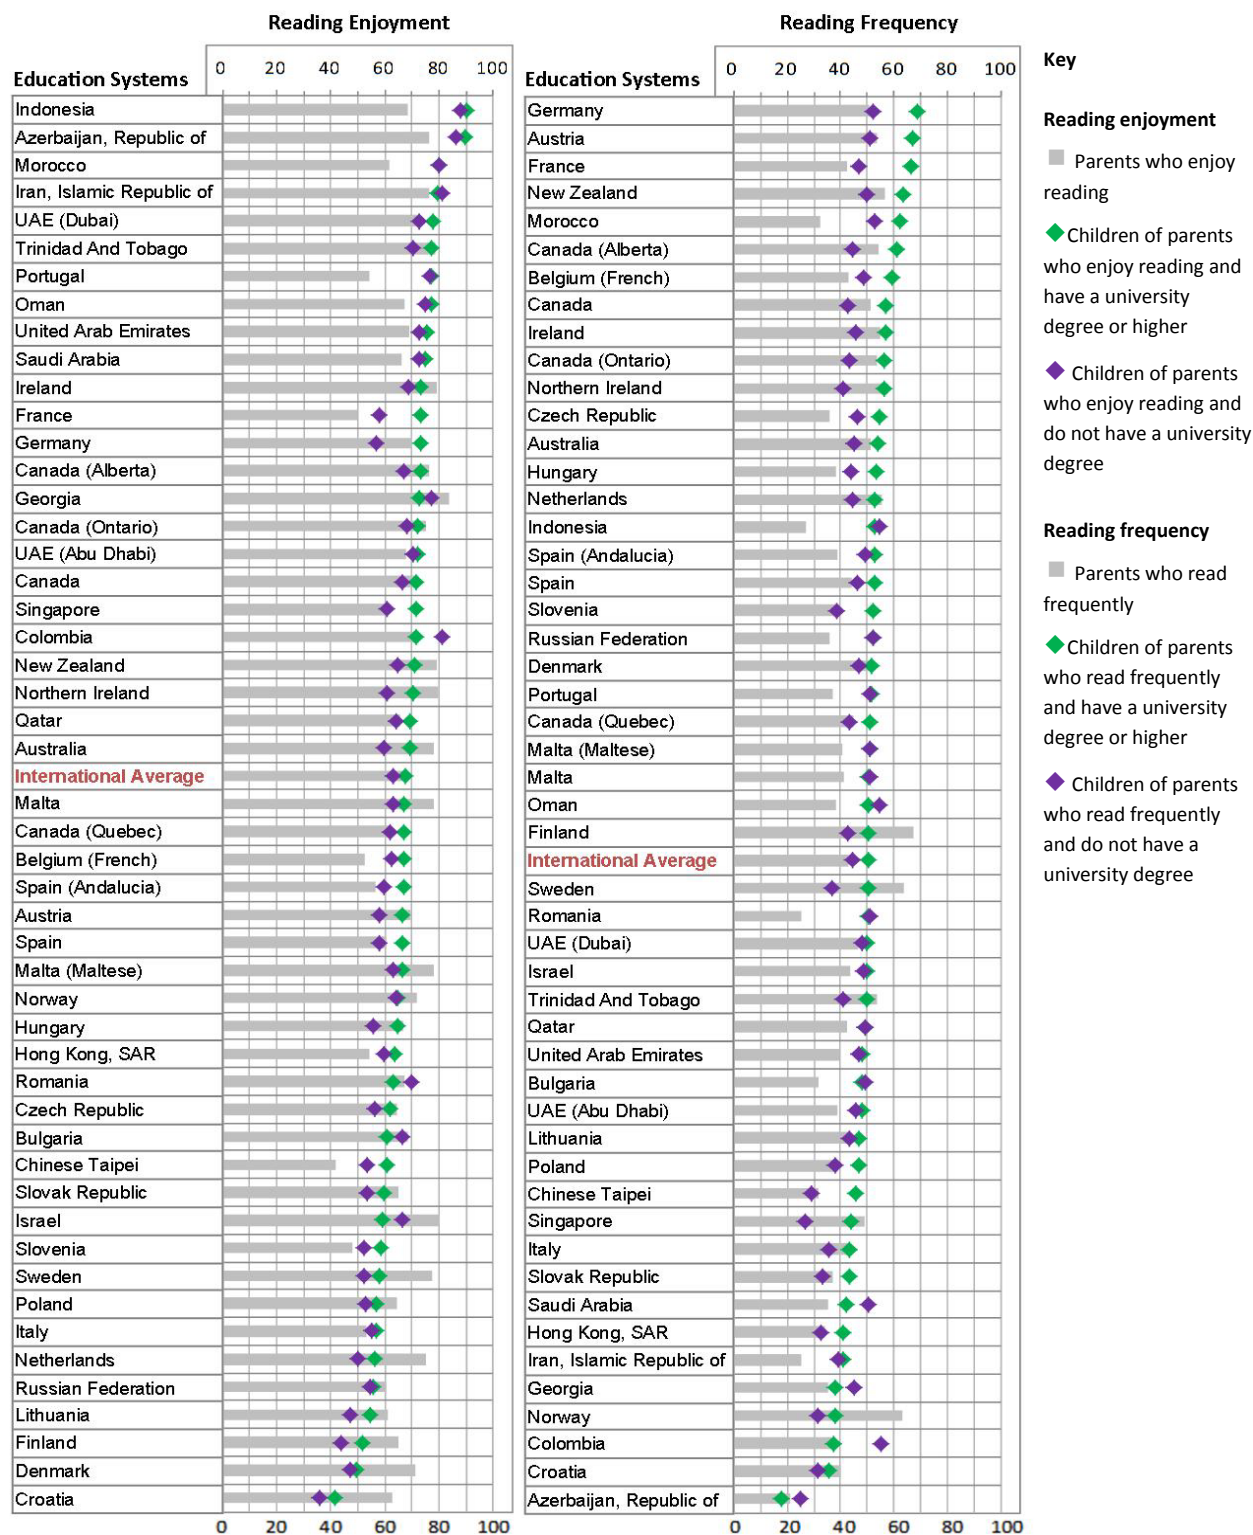 Reading Enjoyment
0 20 40 60 80 100
Education Systems
Indonesia
Azerbaijan, Republic of
Morocco
Iran, Islamic Republic of
UAE (Dubai)
Trinidad And Tobago
Portugal
Oman
United Arab Emirates
Saudi Arabia
Ireland
France
Germany
Canada (Alberta)
Georgia
Canada (Ontario)
UAE (Abu Dhabi)
Canada
Singapore
Colombia
New Zealand
Northern Ireland
Qatar
Australia
International Average
Malta
Canada (Quebec)
Belgium (French)
Spain (Andalucia)
Austria
Spain
Malta (Maltese)
Norway
Hungary
Hong Kong, SAR
Romania
Czech Republic
Bulgaria
Chinese Taipei
Slovak Republic
Israel
Slovenia
Sweden
Poland
Italy
Netherlands
Russian Federation
Lithuania
Finland
Denmark
Croatia
0 20 40 60 80 100
Reading Frequency
0 20 40 60 80 100
Education Systems
Germany
Austria
France
New Zealand
Morocco
Canada (Alberta)
Belgium (French)
Canada
Ireland
Canada (Ontario)
Northern Ireland
Czech Republic
Australia
Hungary
Netherlands
Indonesia
Spain (Andalucia)
Spain
Slovenia
Russian Federation
Denmark
Portugal
Canada (Quebec)
Malta (Maltese)
Malta
Oman
Finland
International Average
Sweden
Romania
UAE (Dubai)
Israel
Trinidad And Tobago
Qatar
United Arab Emirates
Bulgaria
UAE (Abu Dhabi)
Lithuania
Poland
Chinese Taipei
Singapore
Italy
Slovak Republic
Saudi Arabia
Hong Kong, SAR
Iran, Islamic Republic of
Georgia
Norway
Colombia
Croatia
Azerbaijan, Republic of
0 20 40 60 80 100
Key
Reading enjoyment
Parents who enjoy
reading
Children of parents
who enjoy reading and
have a university
degree or higher
Children of parents
who enjoy reading and
do not have a university
degree
Reading frequency
Parents who read
frequently
Children of parents
who read frequently
and have a university
degree or higher
Children of parents
who read frequently
and do not have a
university degree